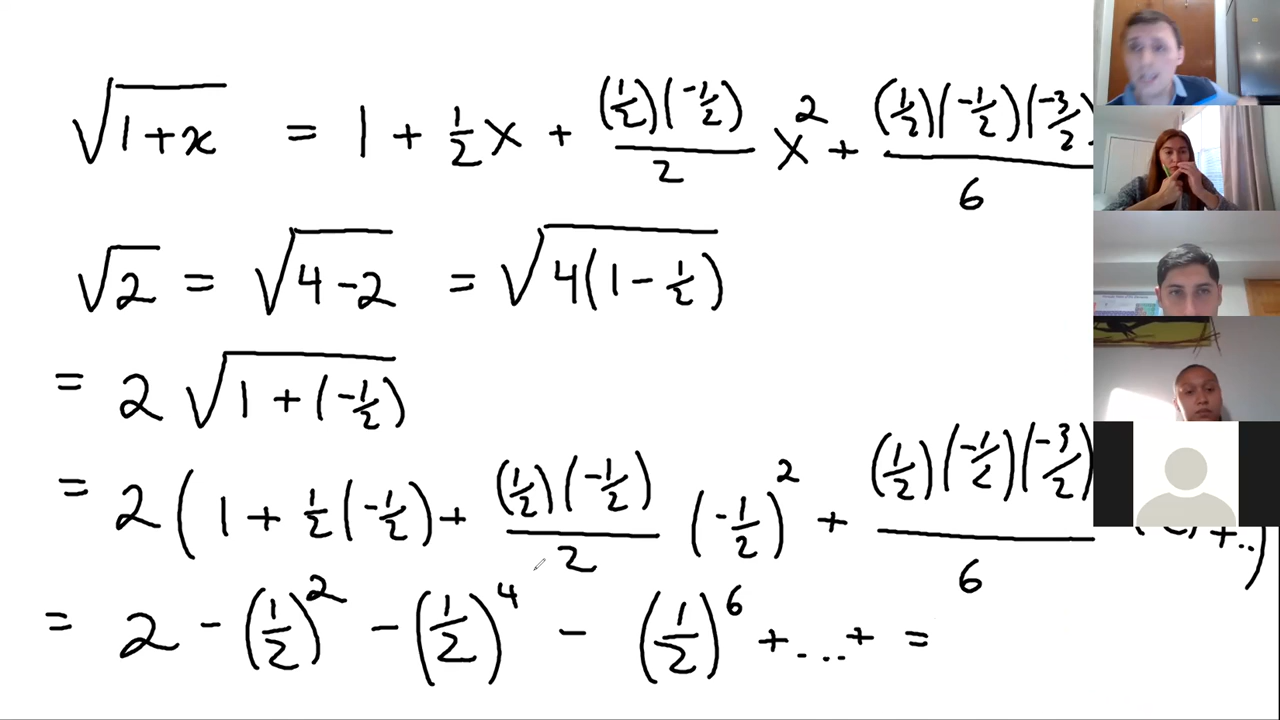 √(1+x) = 1 + 1/2 x + (1/2)(-1/2)/2 x² + (1/2)(-1/2)(-3/2)/6
√2 = √(4-2) = √(4(1-1/2))
= 2 √(1+(-1/2))
= 2(1 + 1/2(-1/2) + (1/2)(-1/2)/2 (-1/2)² + (1/2)(-1/2)(-3/2)/6 +..)
= 2 - (1/2)² - (1/2)⁴ - (1/2)⁶ +...+ =